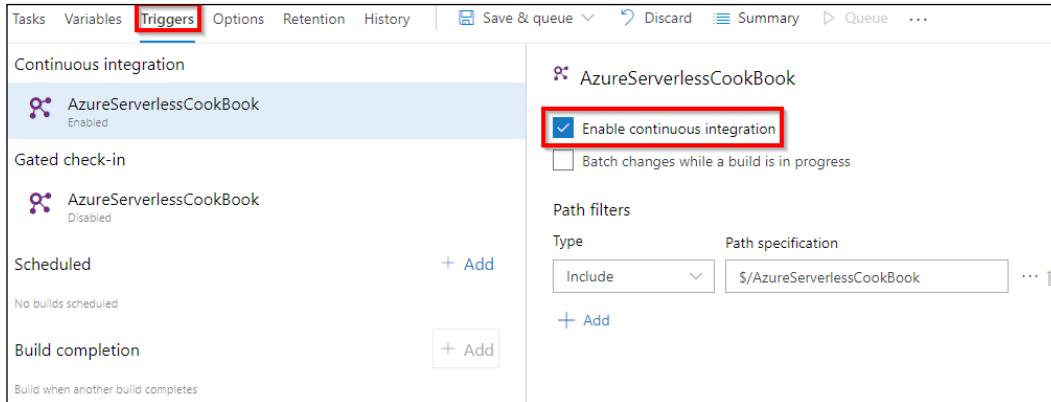 Tasks Variables Triggers Options Retention History Save & queue Discard Summary Queue ...
Continuous integration
AzureServerlessCookBook
Enabled
Gated check-in
AzureServerlessCookBook
Disabled
Scheduled + Add
No builds scheduled
Build completion + Add
Build when another build completes
AzureServerlessCookBook
Enable continuous integration
Batch changes while a build is in progress
Path filters
Type Path specification
Include $/AzureServerlessCookBook ...
+ Add